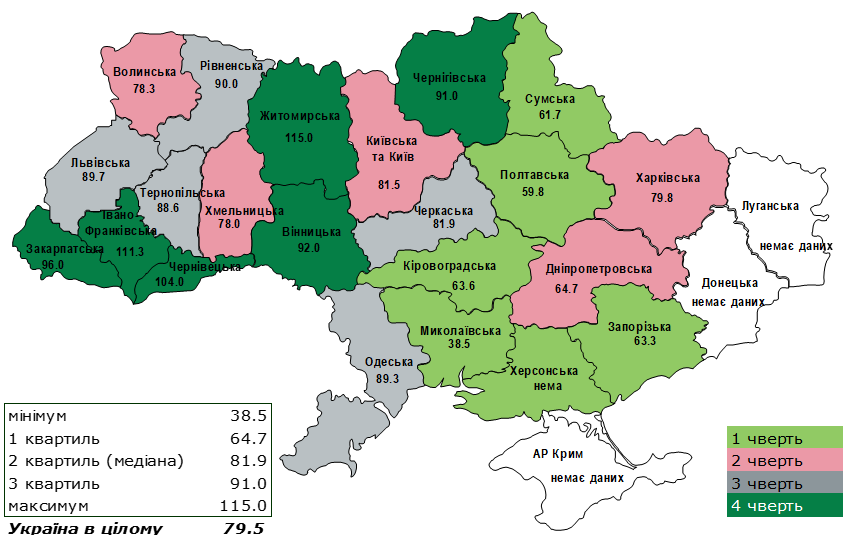 Волинська
78.3
Рівненська
90.0
Житомирська
115.0
Чернігівська
91.0
Сумська
61.7
Київська
та Київ
81.5
Львівська
89.7
Тернопільська
88.6
Хмельницька
78.0
Вінницька
92.0
Черкаська
81.9
Полтавська
59.8
Харківська
79.8
Луганська
немає даних
Івано
Франківська
111.3
Закарпатська
96.0
Чернівецька
104.0
Кіровоградська
63.6
Дніпропетровська
64.7
Донецька
немає даних
Миколаївська
38.5
Запорізька
63.3
Одеська
89.3
Херсонська
нема
АР Крим
немає даних
мінімум 38.5
1 квартиль 64.7
2 квартиль (медіана) 81.9
3 квартиль 91.0
максимум 115.0
Україна в цілому 79.5
1 чверть
2 чверть
3 чверть
4 чверть